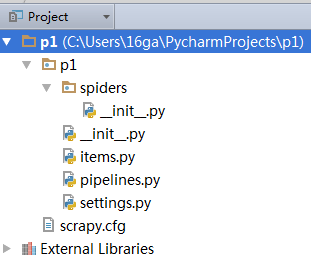 Project
p1 (C:\Users\16ga\PycharmProjects\p1)
p1
spiders
__init__.py
__init__.py
items.py
pipelines.py
settings.py
scrapy.cfg
External Libraries